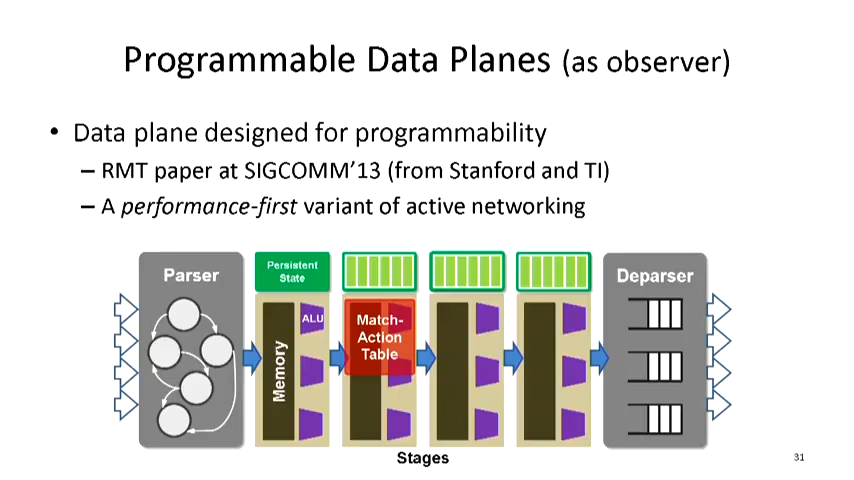 Programmable Data Planes (as observer)
• Data plane designed for programmability
– RMT paper at SIGCOMM’13 (from Stanford and TI)
– A performance-first variant of active networking
Parser
Persistent
State
Memory
ALU
Match-
Action
Table
Deparser
Stages
31